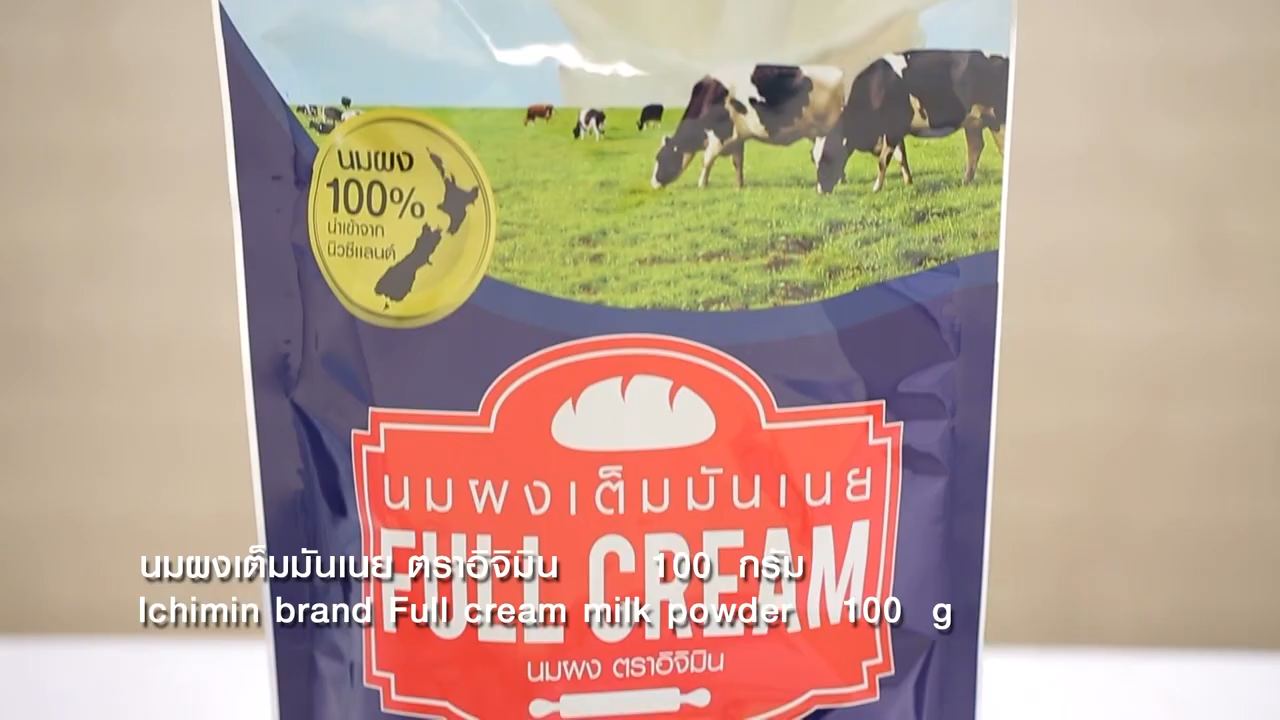 นมผง
100%
นำเข้าจาก
นิวซีแลนด์
นมผงเต็มมันเนย
FULL CREAM
นมผงเต็มมันเนย ตราอิจิมิน 100 กรัม
Ichimin brand Full cream milk powder 100 g
นมผง ตราอิจิมิน